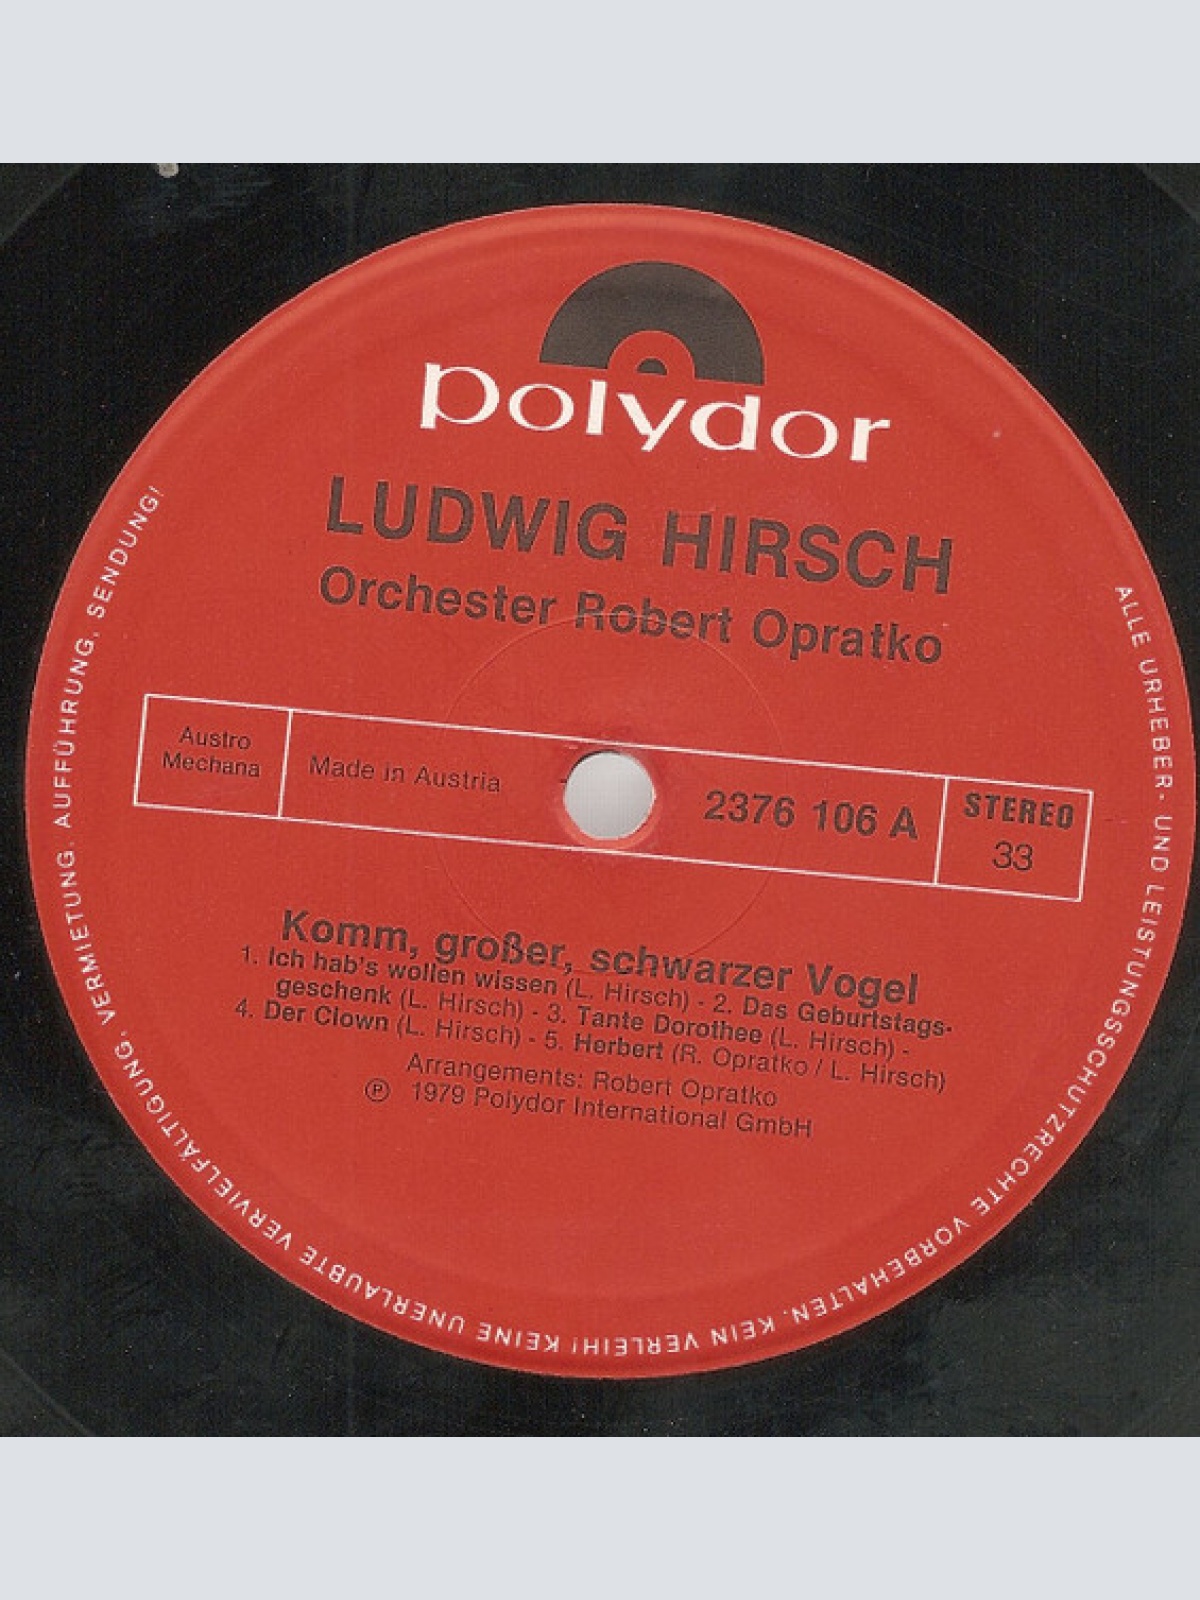 polydor
LUDWIG HIRSCH
Orchester Robert Opratko
Austro
Mechana
Made in Austria
2376 106 A
STEREO
33
Komm, großer, schwarzer Vogel
1. Ich hab's wollen wissen (L. Hirsch) - 2. Das Geburtstags-
geschenk (L. Hirsch) - 3. Tante Dorothee (L. Hirsch) -
4. Der Clown (L. Hirsch) - 5. Herbert (R. Opratko / L. Hirsch)
Arrangements: Robert Opratko
℗ 1979 Polydor International GmbH
ALLE URHEBER- UND LEISTUNGSSCHUTZRECHTE VORBEHALTEN. KEIN VERLEIH! KEINE UNERLAUBTE VERVIELFÄLTIGUNG, VERMIETUNG, AUFFÜHRUNG, SENDUNG!